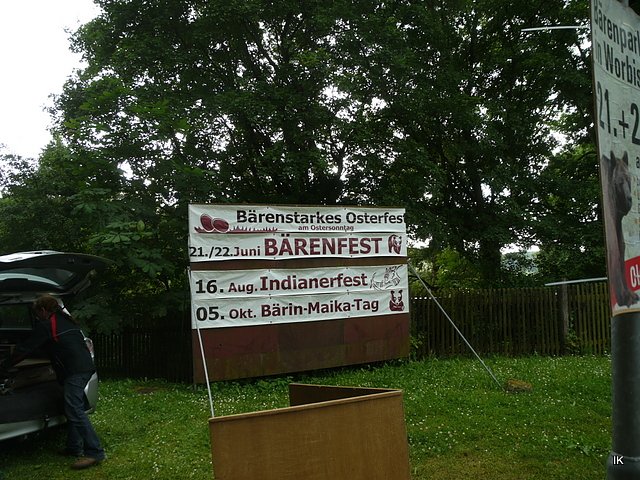 Bärenstarkes Osterfest
am Ostersonntag
21./22.Juni BÄRENFEST
16. Aug. Indianerfest
05. Okt. Bärin-Maika-Tag
Bärenpark
in Worbis
21.+2
IK